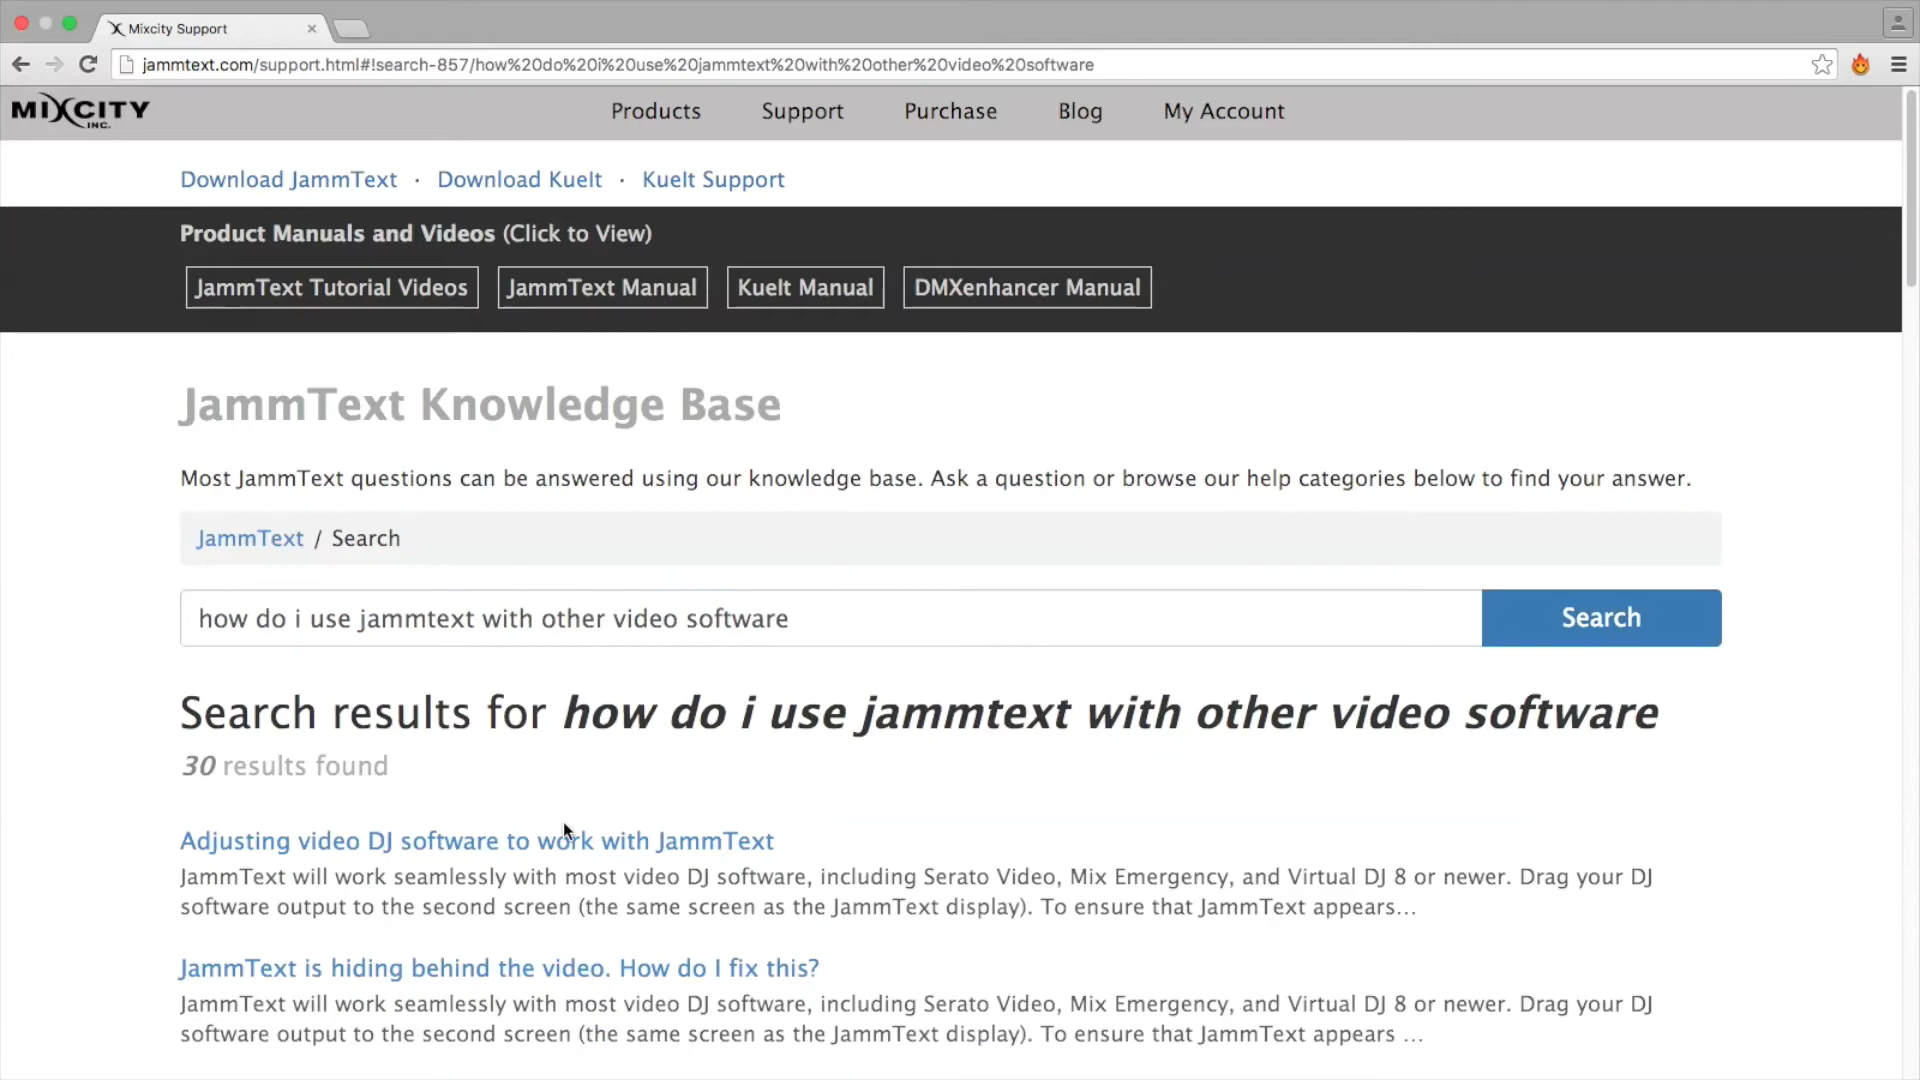 Mixcity Support
jammtext.com/support.html#!search-857/how%20do%20i%20use%20jammtext%20with%20other%20video%20software
MIXCITY INC.
Products Support Purchase Blog My Account
Download JammText · Download KueIt · KueIt Support
Product Manuals and Videos (Click to View)
JammText Tutorial Videos JammText Manual KueIt Manual DMXenhancer Manual
JammText Knowledge Base
Most JammText questions can be answered using our knowledge base. Ask a question or browse our help categories below to find your answer.
JammText / Search
how do i use jammtext with other video software Search
Search results for how do i use jammtext with other video software
30 results found
Adjusting video DJ software to work with JammText
JammText will work seamlessly with most video DJ software, including Serato Video, Mix Emergency, and Virtual DJ 8 or newer. Drag your DJ
software output to the second screen (the same screen as the JammText display). To ensure that JammText appears...
JammText is hiding behind the video. How do I fix this?
JammText will work seamlessly with most video DJ software, including Serato Video, Mix Emergency, and Virtual DJ 8 or newer. Drag your DJ
software output to the second screen (the same screen as the JammText display). To ensure that JammText appears ...